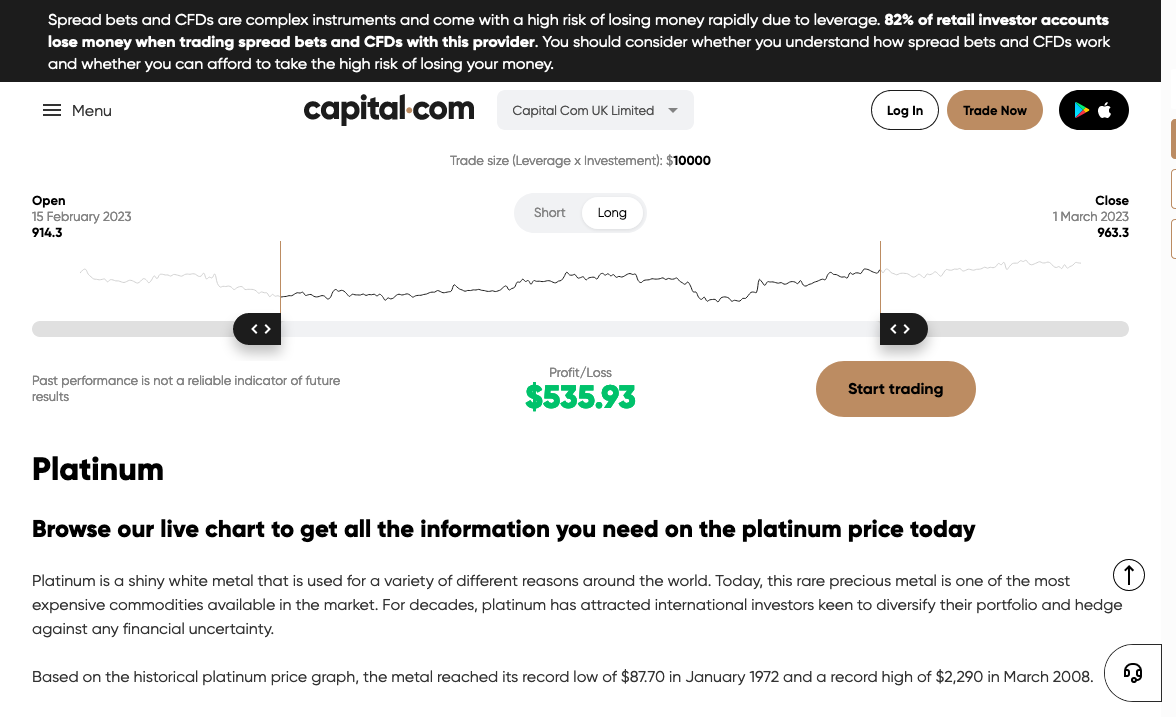 Spread bets and CFDs are complex instruments and come with a high risk of losing money rapidly due to leverage. 82% of retail investor accounts
lose money when trading spread bets and CFDs with this provider. You should consider whether you understand how spread bets and CFDs work
and whether you can afford to take the high risk of losing your money.
Menu
capital.com
Capital Com UK Limited
Log In
Trade Now
Trade size (Leverage x Investement): $10000
Open
15 February 2023
914.3
Short
Long
Close
1 March 2023
963.3
Past performance is not a reliable indicator of future
results
Profit/Loss
$535.93
Start trading
Platinum
Browse our live chart to get all the information you need on the platinum price today
Platinum is a shiny white metal that is used for a variety of different reasons around the world. Today, this rare precious metal is one of the most
expensive commodities available in the market. For decades, platinum has attracted international investors keen to diversify their portfolio and hedge
against any financial uncertainty.
Based on the historical platinum price graph, the metal reached its record low of $87.70 in January 1972 and a record high of $2,290 in March 2008.